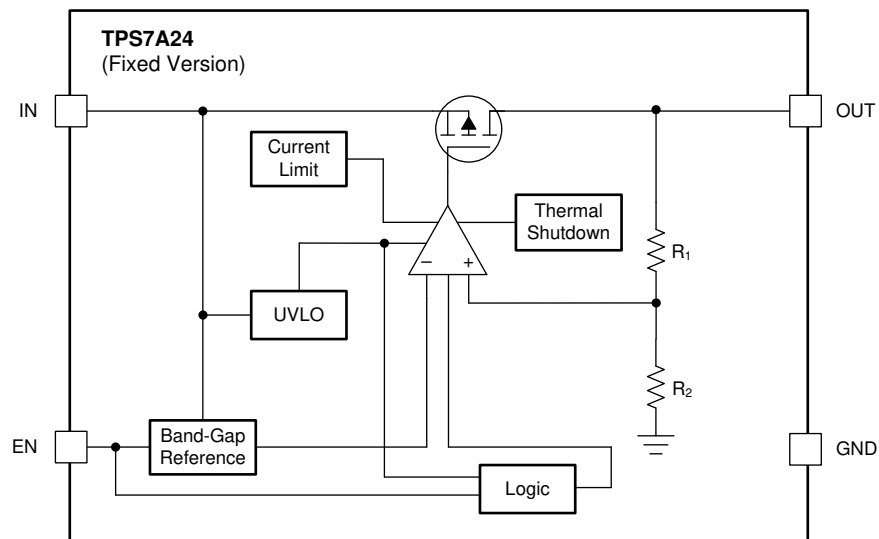 TPS7A24
(Fixed Version)
IN
OUT
Current
Limit
Thermal
Shutdown
− +
R₁
UVLO
R₂
EN
Band-Gap
Reference
GND
Logic